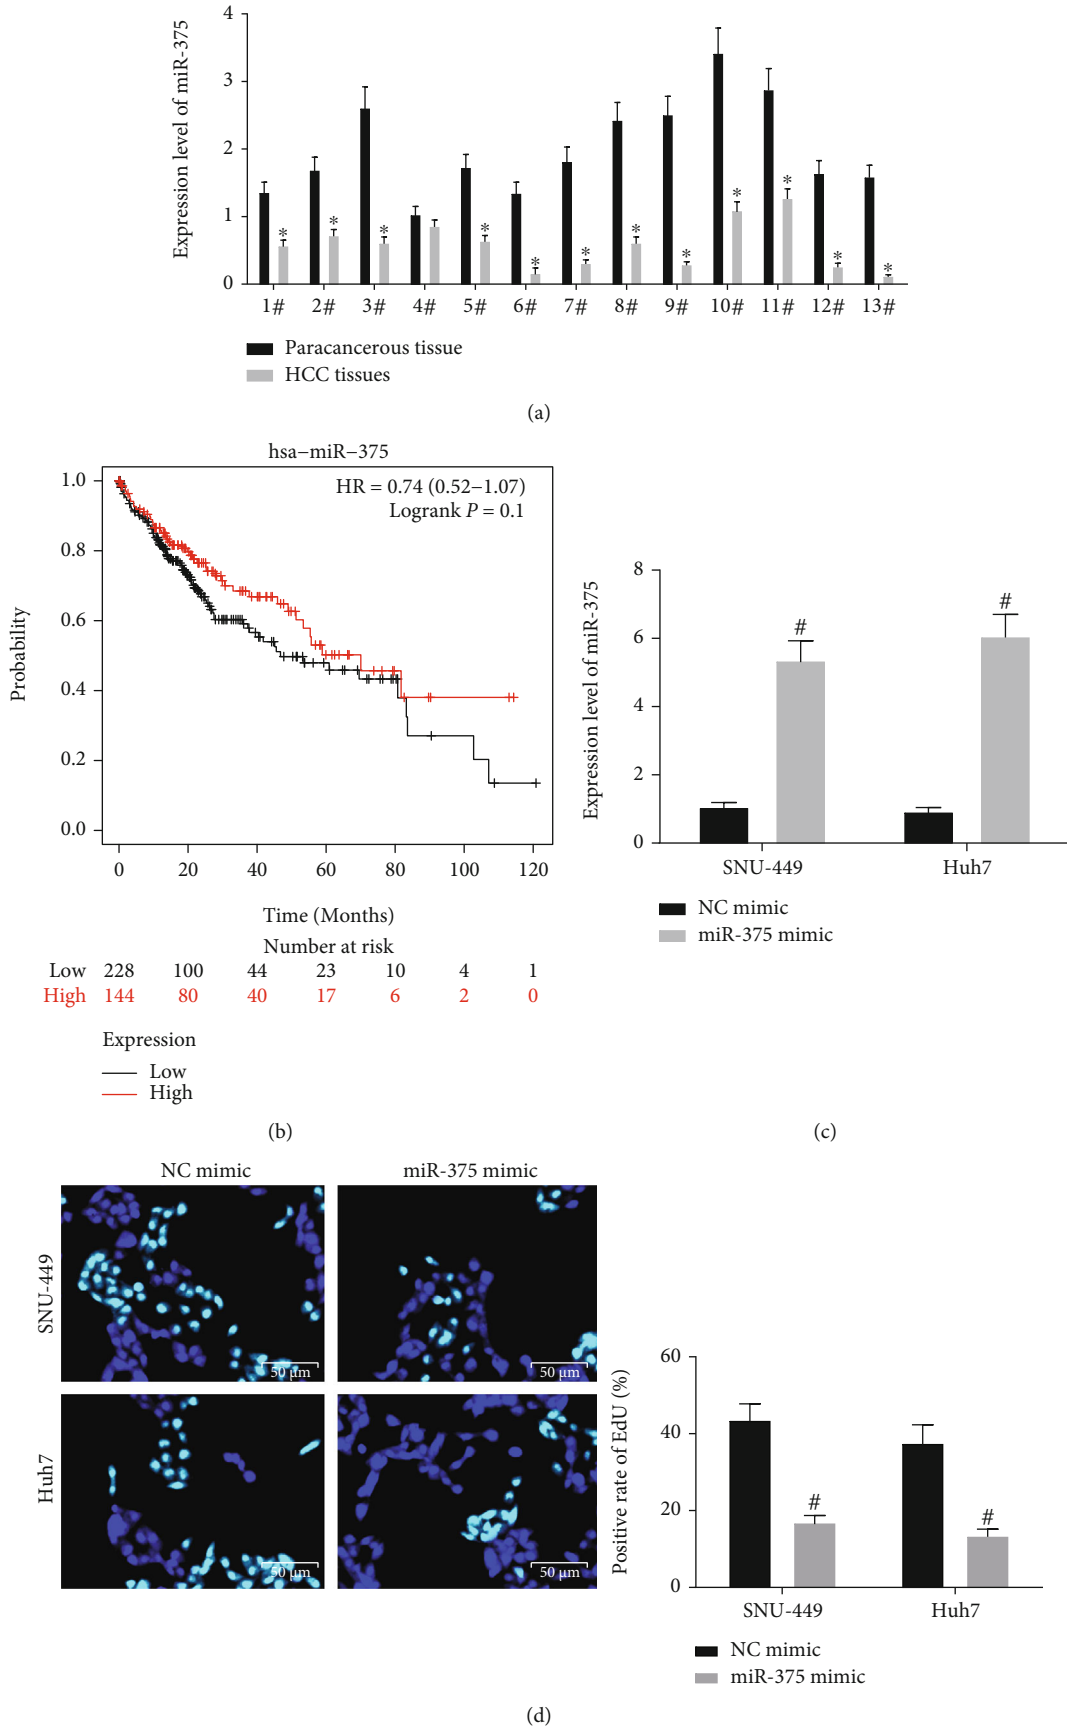 Expression level of miR-375
4
3
2
1
0
* * * * * * * * * * * *
1# 2# 3# 4# 5# 6# 7# 8# 9# 10# 11# 12# 13#
Paracancerous tissue
HCC tissues
(a)
hsa−miR−375
HR = 0.74 (0.52−1.07)
Logrank P = 0.1
Probability
1.0
0.8
0.6
0.4
0.2
0.0
0 20 40 60 80 100 120
Time (Months)
Number at risk
Low 228 100 44 23 10 4 1
High 144 80 40 17 6 2 0
Expression
Low
High
(b)
Expression level of miR-375
8
6
4
2
0
# #
SNU-449 Huh7
NC mimic
miR-375 mimic
(c)
NC mimic miR-375 mimic
SNU-449
50 μm 50 μm
Huh7
50 μm 50 μm
Positive rate of EdU (%)
60
40
20
0
# #
SNU-449 Huh7
NC mimic
miR-375 mimic
(d)